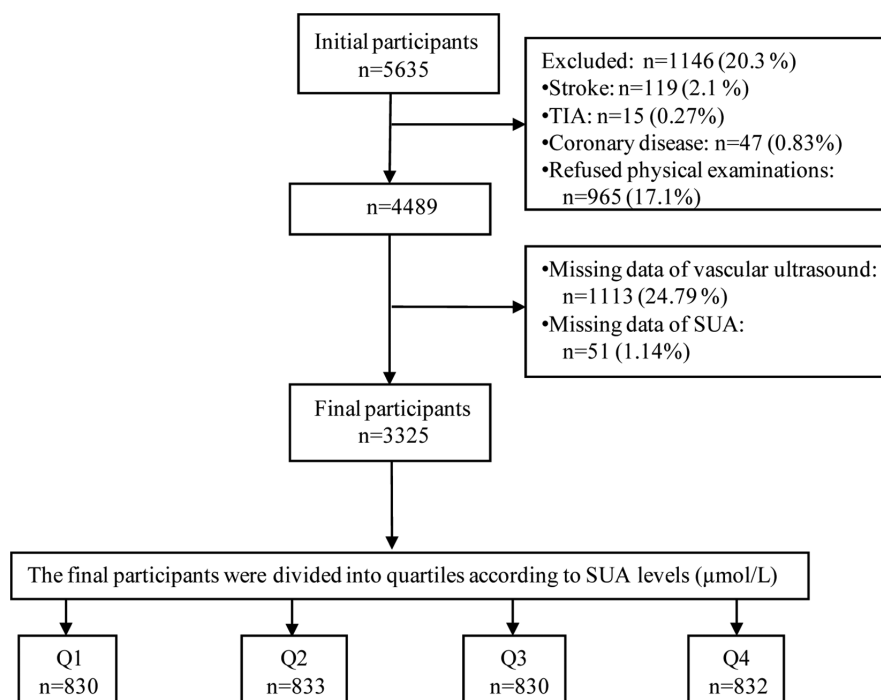 Initial participants
n=5635
Excluded: n=1146 (20.3 %)
•Stroke: n=119 (2.1 %)
•TIA: n=15 (0.27%)
•Coronary disease: n=47 (0.83%)
•Refused physical examinations:
n=965 (17.1%)
n=4489
•Missing data of vascular ultrasound:
n=1113 (24.79 %)
•Missing data of SUA:
n=51 (1.14%)
Final participants
n=3325
The final participants were divided into quartiles according to SUA levels (μmol/L)
Q1
n=830
Q2
n=833
Q3
n=830
Q4
n=832